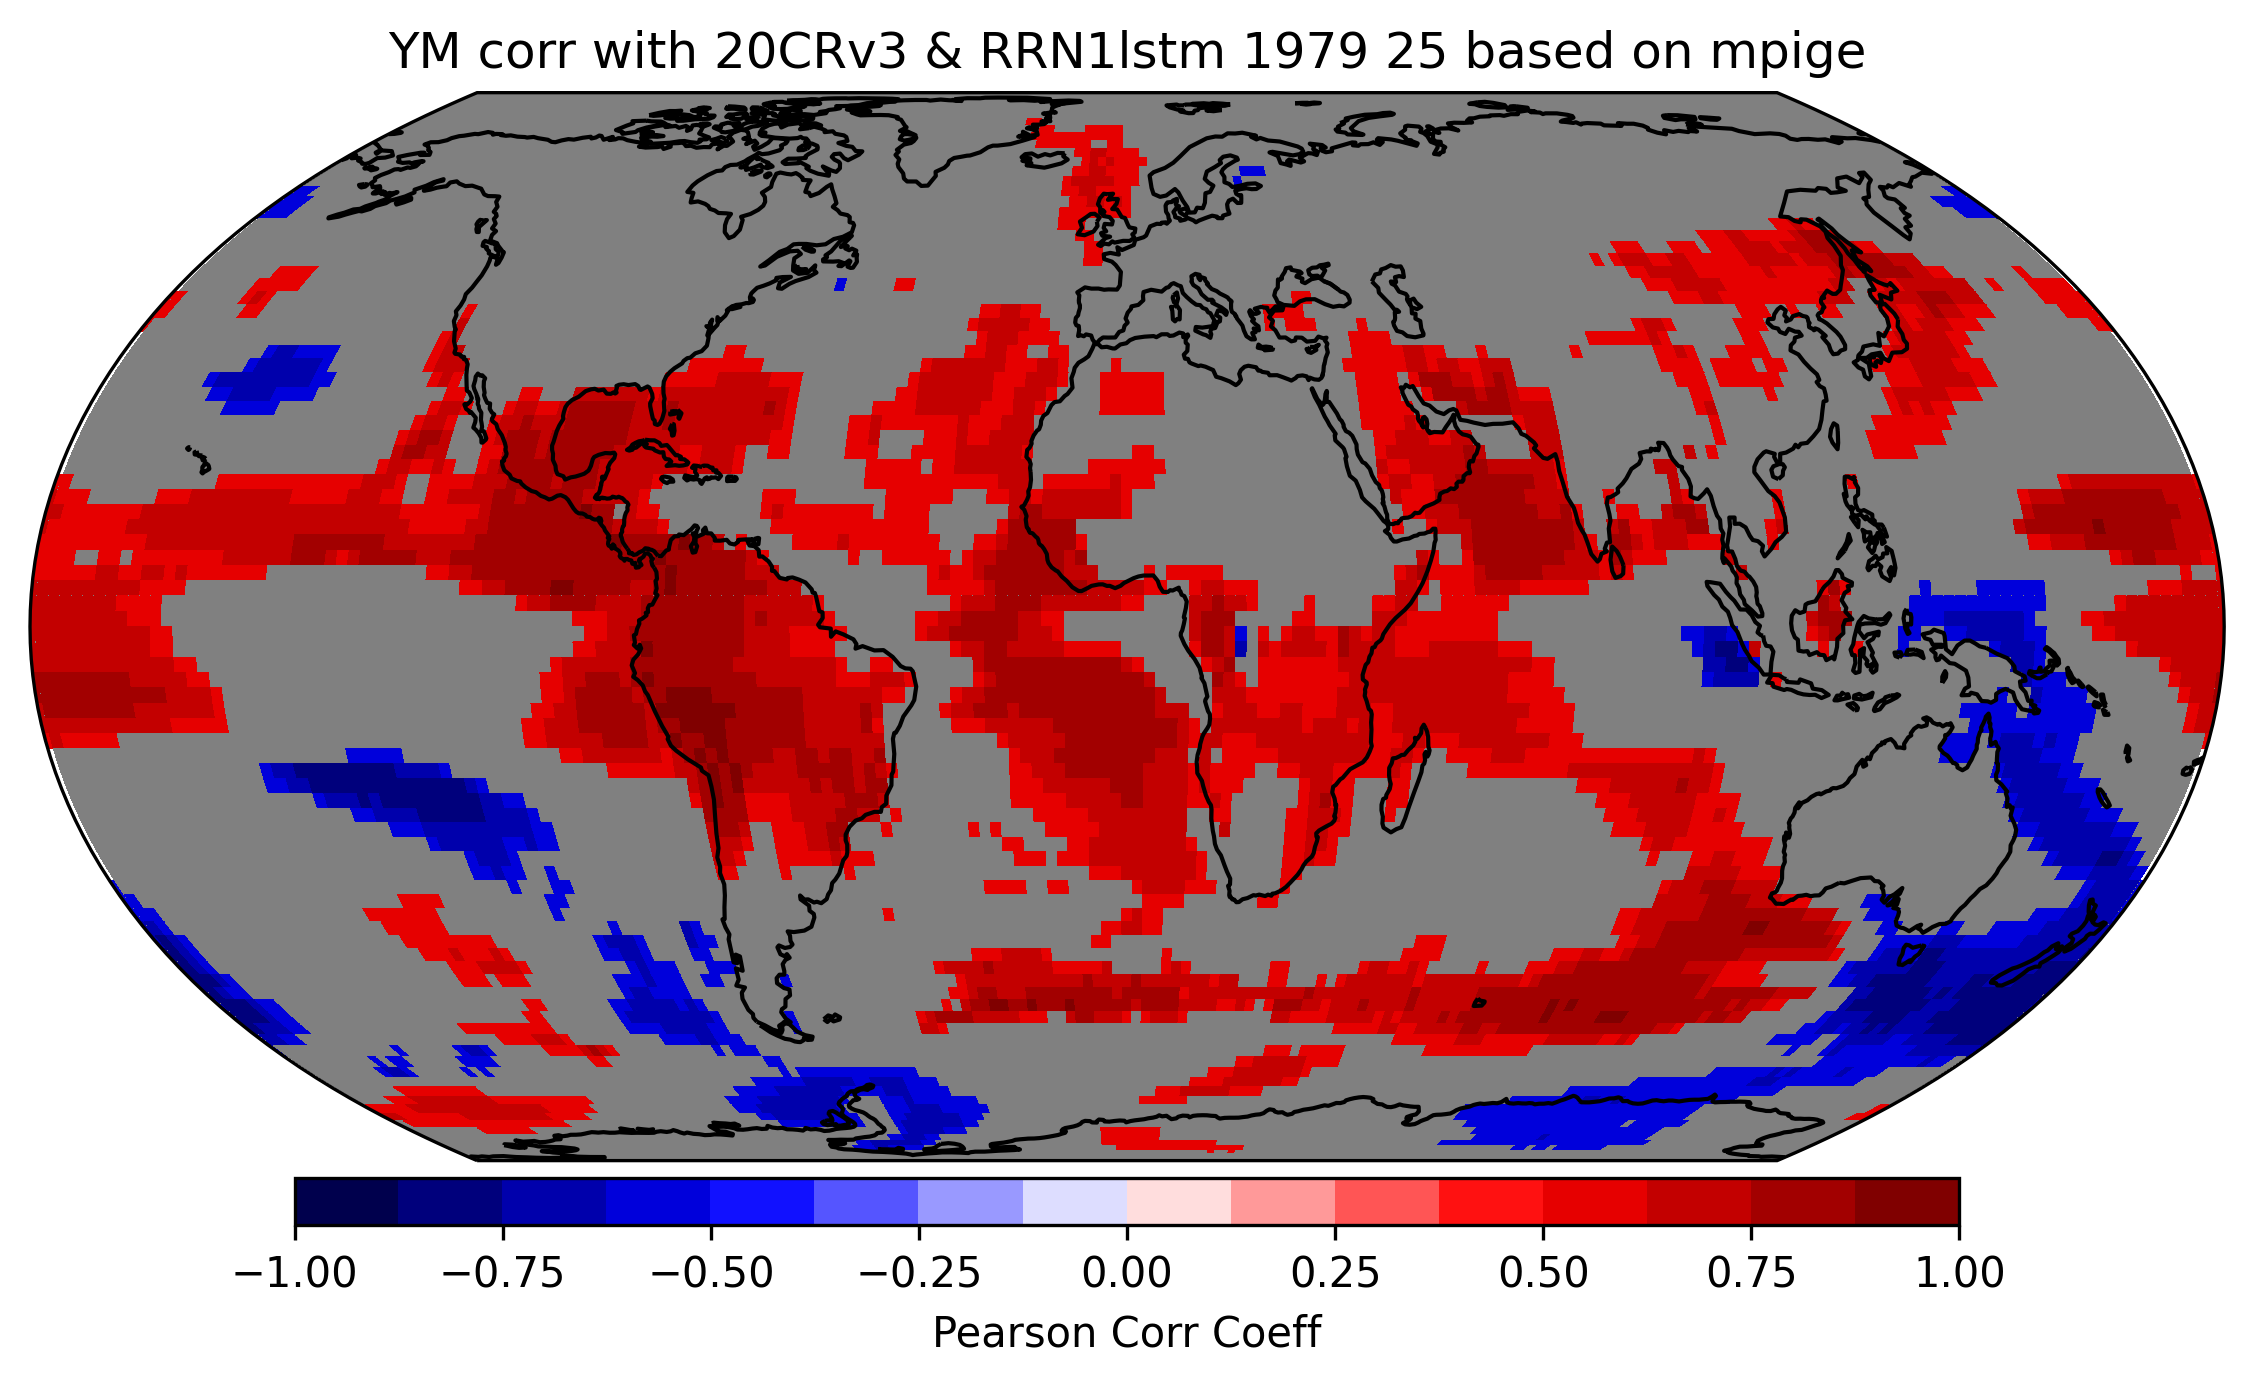 YM corr with 20CRv3 & RRN1lstm 1979 25 based on mpige
−1.00 −0.75 −0.50 −0.25 0.00 0.25 0.50 0.75 1.00
Pearson Corr Coeff